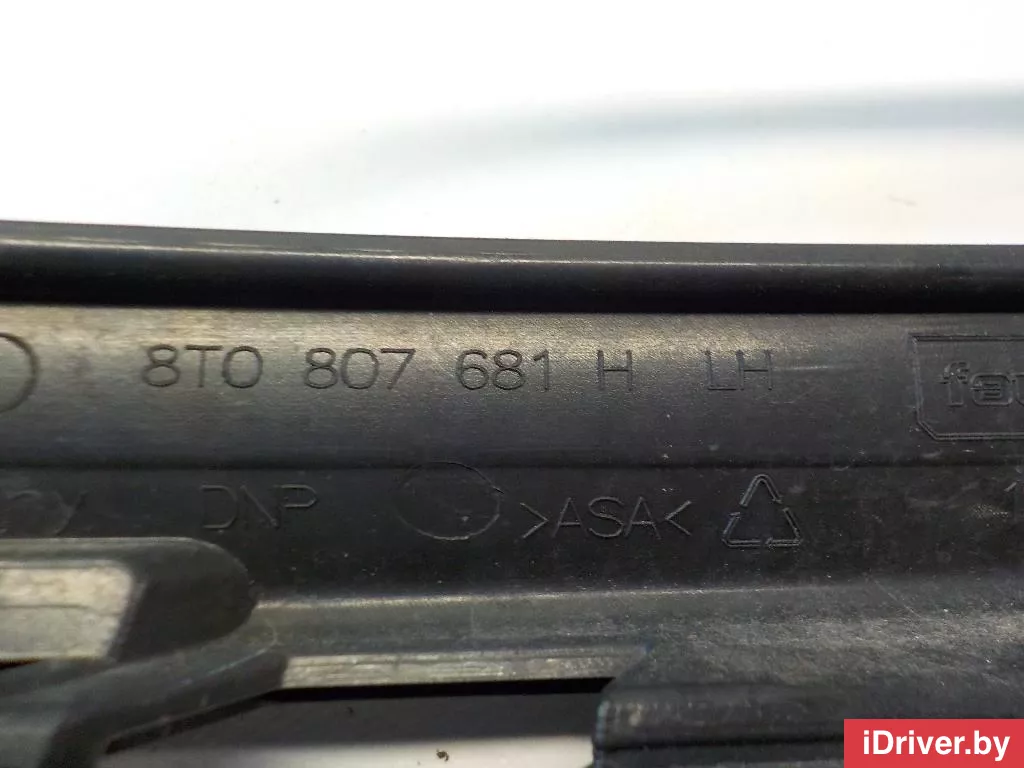 8T0 807 681 H LH
DNP >ASA<
iDriver.by